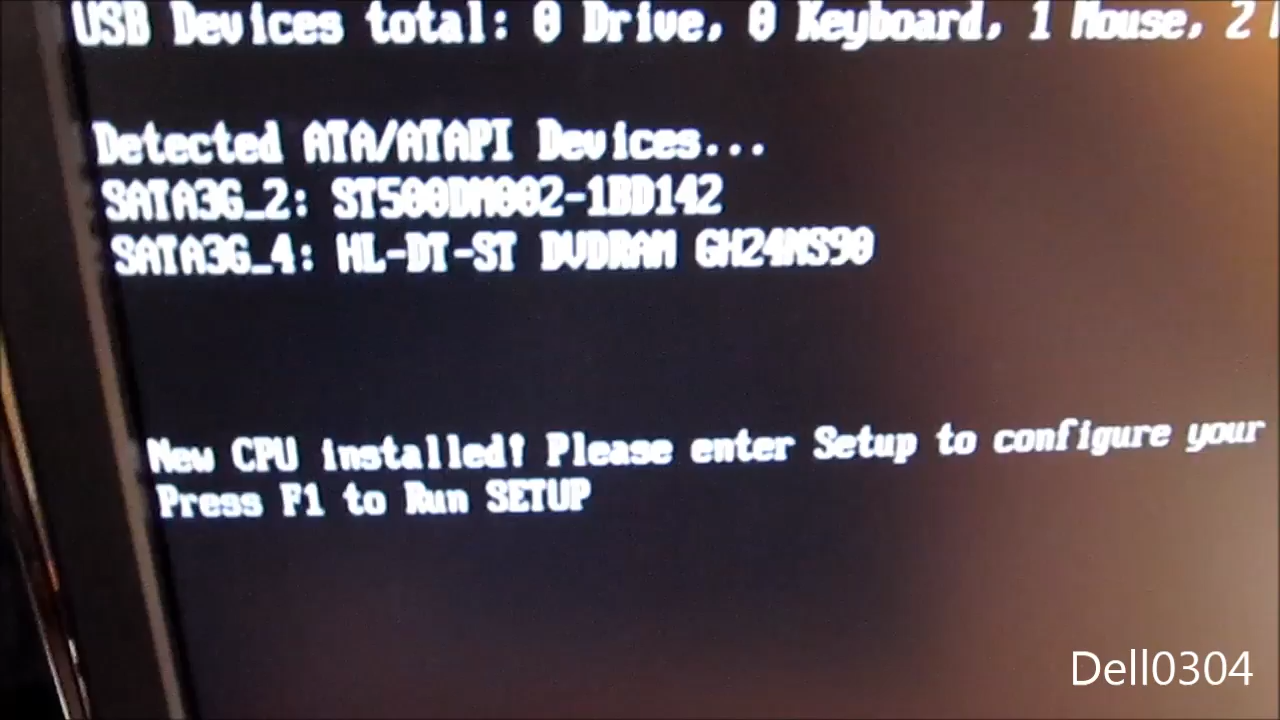 USB Devices total: 0 Drive, 0 Keyboard, 1 Mouse, 2
Detected ATA/ATAPI Devices...
SATA3G_2: ST500DM002-1BD142
SATA3G_4: HL-DT-ST DVDRAM GH24NS90
New CPU installed! Please enter Setup to configure your
Press F1 to Run SETUP
Dell0304